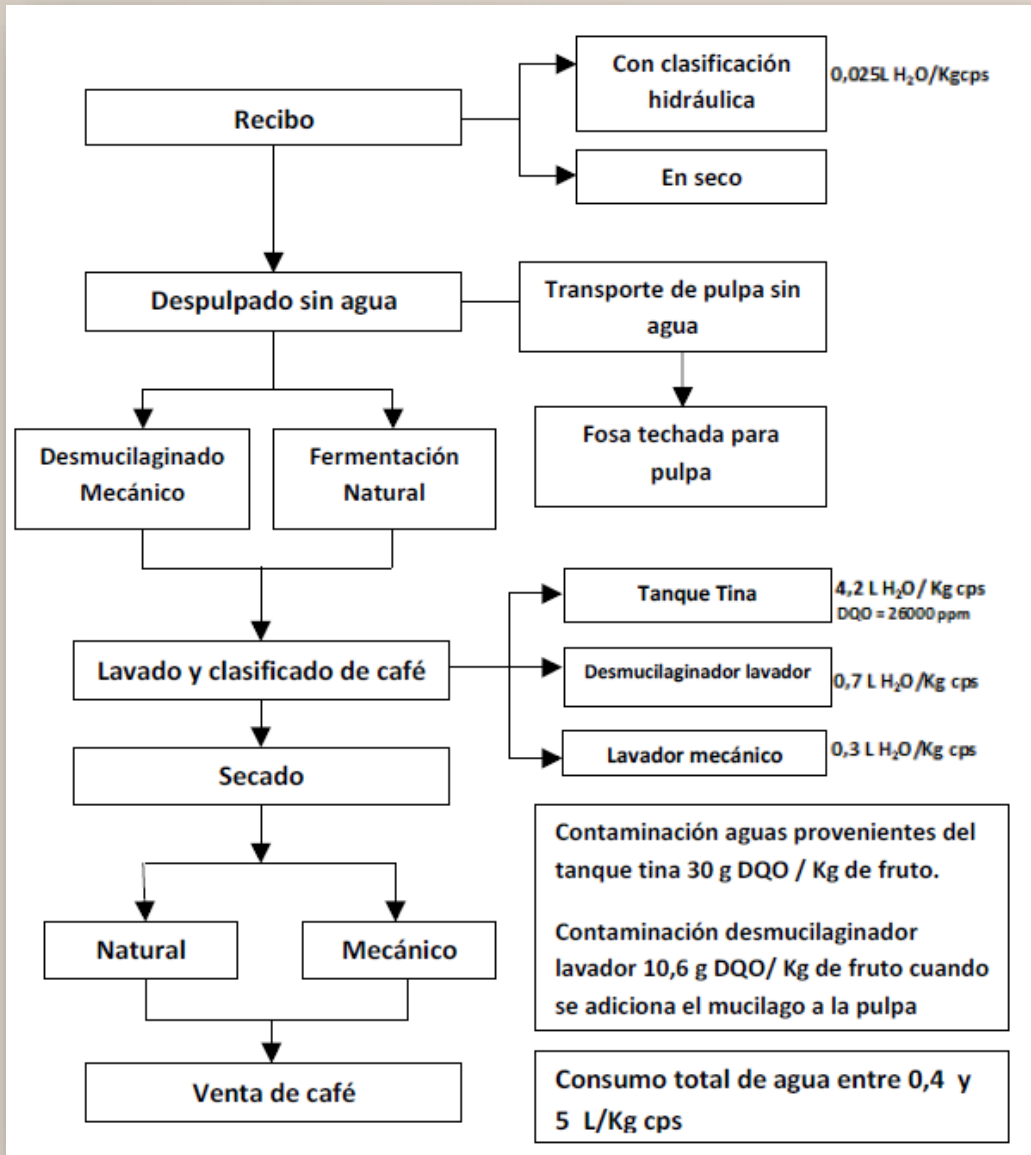 Recibo
Con clasificación
hidráulica
0,025L H₂O/Kgcps
En seco
Despulpado sin agua
Transporte de pulpa sin
agua
Fosa techada para
pulpa
Desmucilaginado
Mecánico
Fermentación
Natural
Lavado y clasificado de café
Tanque Tina
4,2 L H₂O/ Kg cps
DQO = 26000 ppm
Desmucilaginador lavador
0,7 L H₂O/Kg cps
Lavador mecánico
0,3 L H₂O/Kg cps
Secado
Natural
Mecánico
Venta de café
Contaminación aguas provenientes del
tanque tina 30 g DQO / Kg de fruto.
Contaminación desmucilaginador
lavador 10,6 g DQO/ Kg de fruto cuando
se adiciona el mucilago a la pulpa
Consumo total de agua entre 0,4 y
5 L/Kg cps